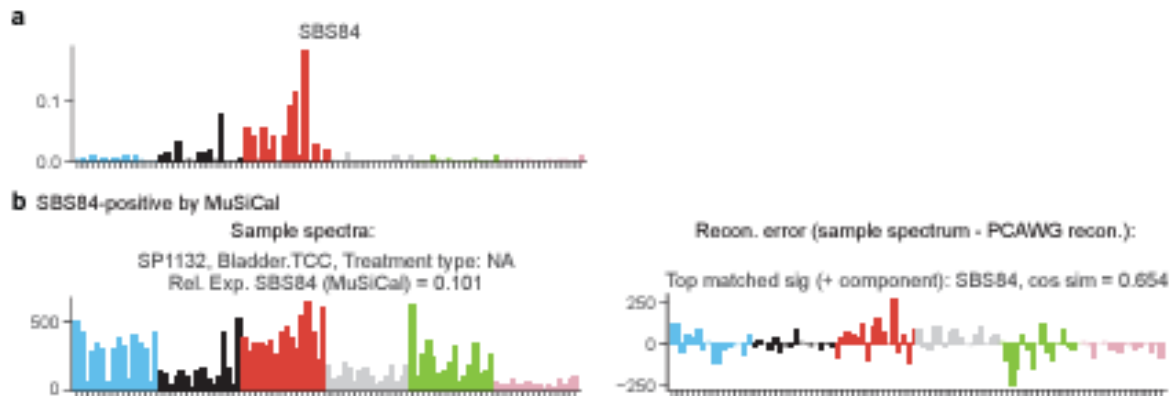 a
SBS84
0.1
0.0
b SBS84-positive by MuSiCal
Sample spectra:
SP1132, Bladder.TCC, Treatment type: NA
Rel. Exp. SBS84 (MuSiCal) = 0.101
500
0
Recon. error (sample spectrum - PCAWG recon.):
Top matched sig (+ component): SBS84, cos sim = 0.654
250
0
−250